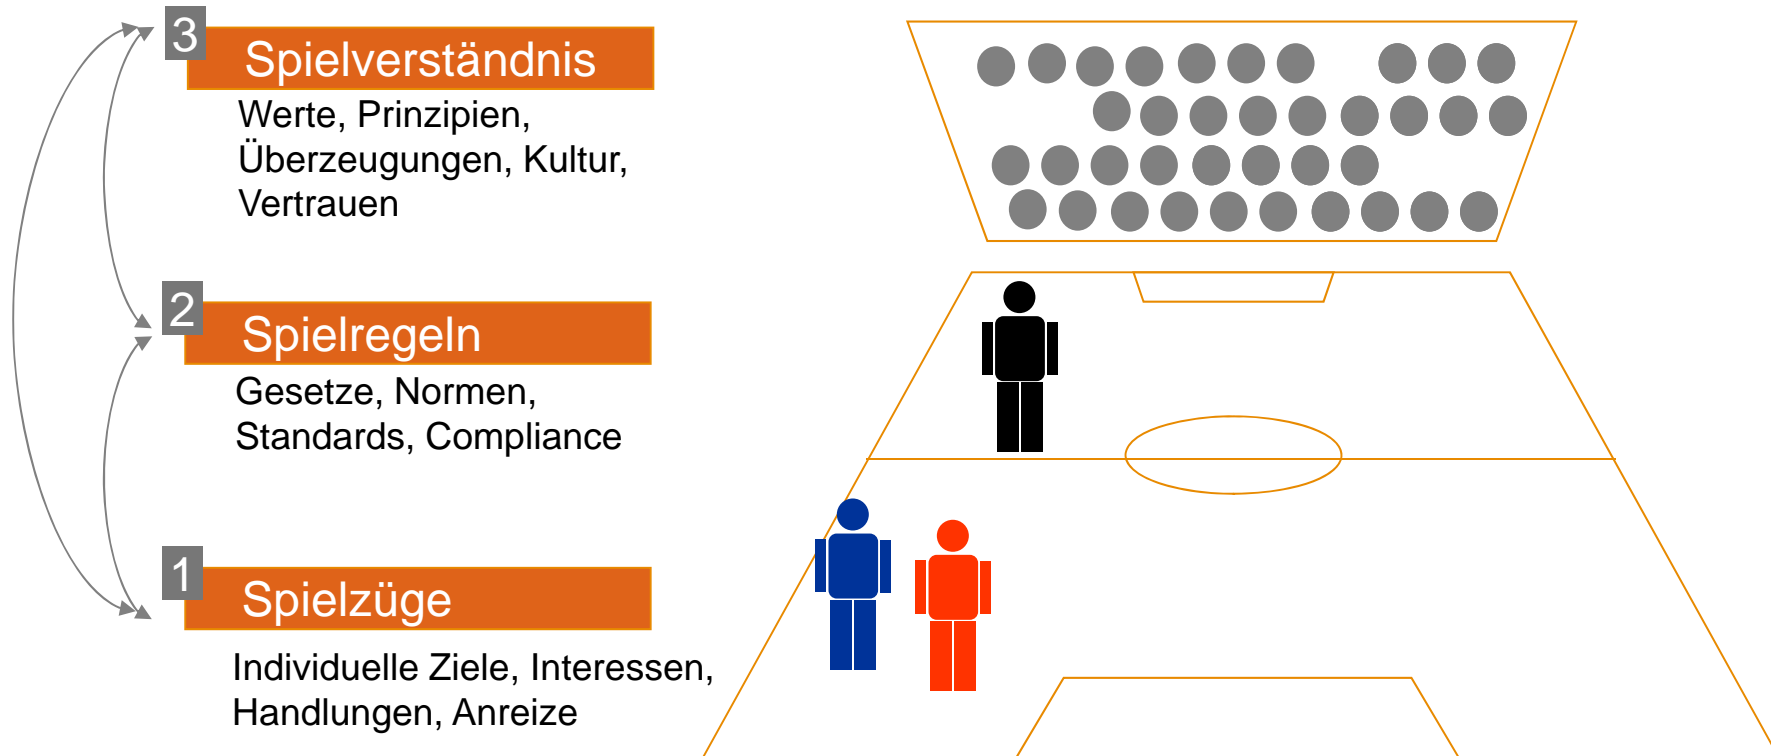 3
Spielverständnis
Werte, Prinzipien,
Überzeugungen, Kultur,
Vertrauen
2
Spielregeln
Gesetze, Normen,
Standards, Compliance
1
Spielzüge
Individuelle Ziele, Interessen,
Handlungen, Anreize